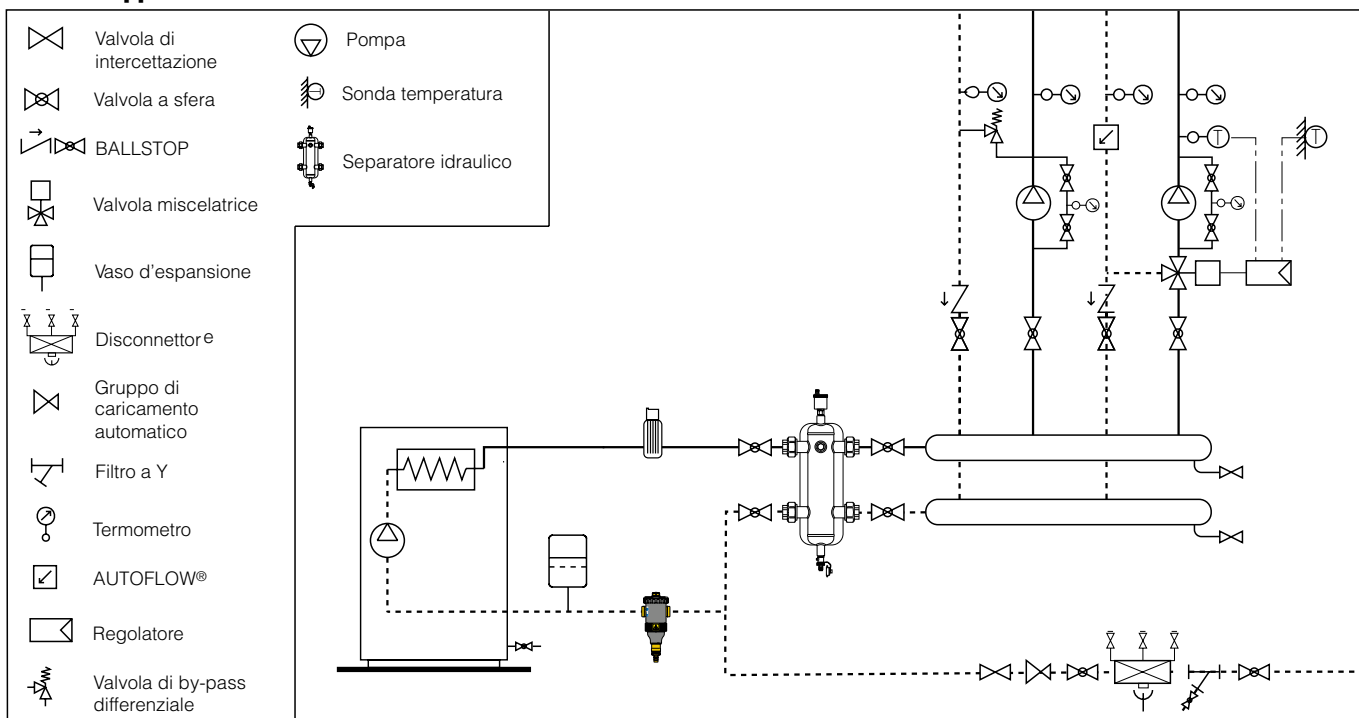 Valvola di
intercettazione
Valvola a sfera
BALLSTOP
Valvola miscelatrice
Vaso d'espansione
Disconnettore
Gruppo di
caricamento
automatico
Filtro a Y
Termometro
AUTOFLOW®
Regolatore
Valvola di by-pass
differenziale
Pompa
Sonda temperatura
Separatore idraulico
T
T